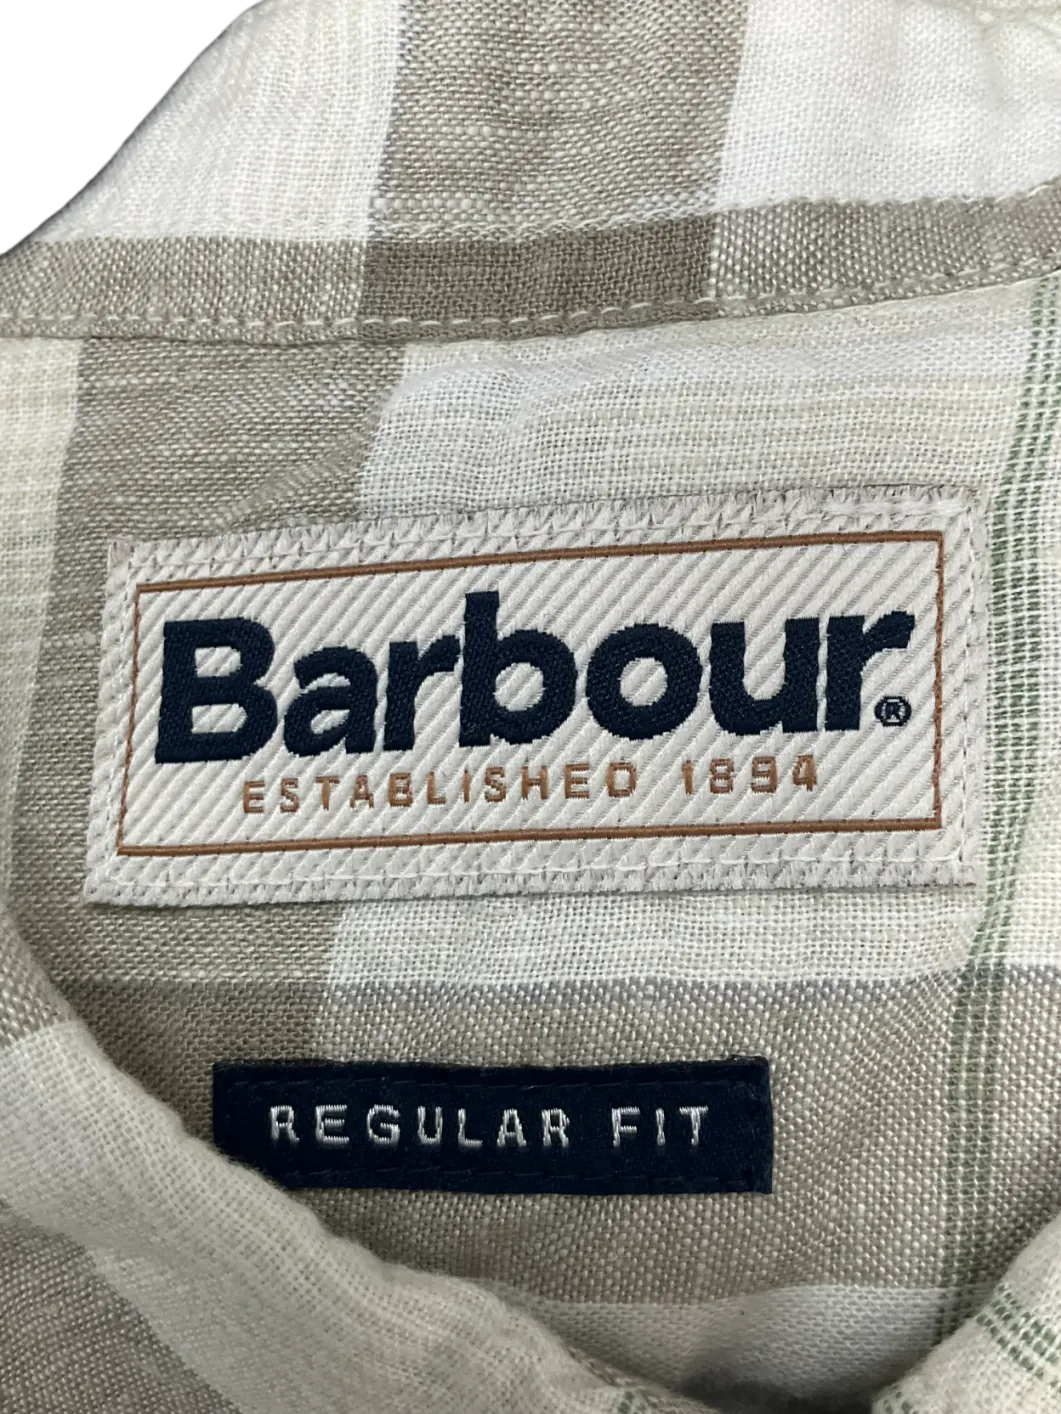 Barbour®
ESTABLISHED 1894
REGULAR FIT